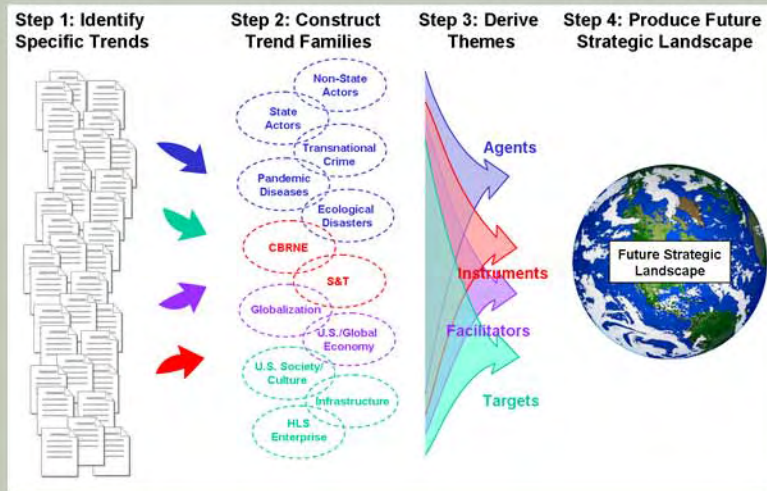 Step 1: Identify
Specific Trends
Step 2: Construct
Trend Families
Step 3: Derive
Themes
Step 4: Produce Future
Strategic Landscape
Non-State
Actors
State
Actors
Transnational
Crime
Pandemic
Diseases
Ecological
Disasters
CBRNE
S&T
Globalization
U.S./Global
Economy
U.S. Society/
Culture
Infrastructure
HLS
Enterprise
Agents
Instruments
Facilitators
Targets
Future Strategic
Landscape